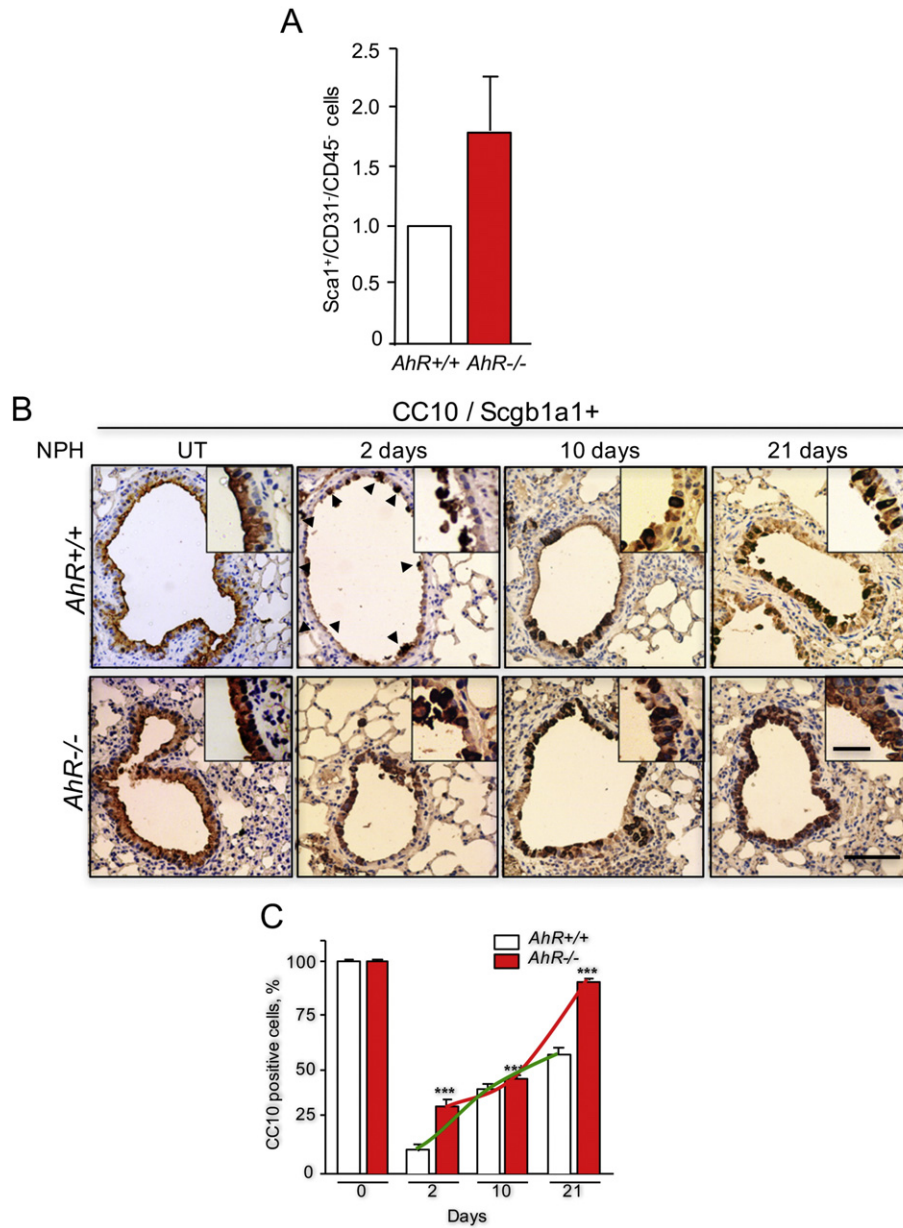 A
2.5
2.0
1.5
1.0
0.5
0
Sca1+/CD31-/CD45- cells
AhR+/+ AhR-/-
B
CC10 / Scgb1a1+
NPH UT 2 days 10 days 21 days
AhR+/+
AhR-/-
C
AhR+/+
AhR-/-
100
75
50
25
0
CC10 positive cells, %
*** *** ***
0 2 10 21
Days